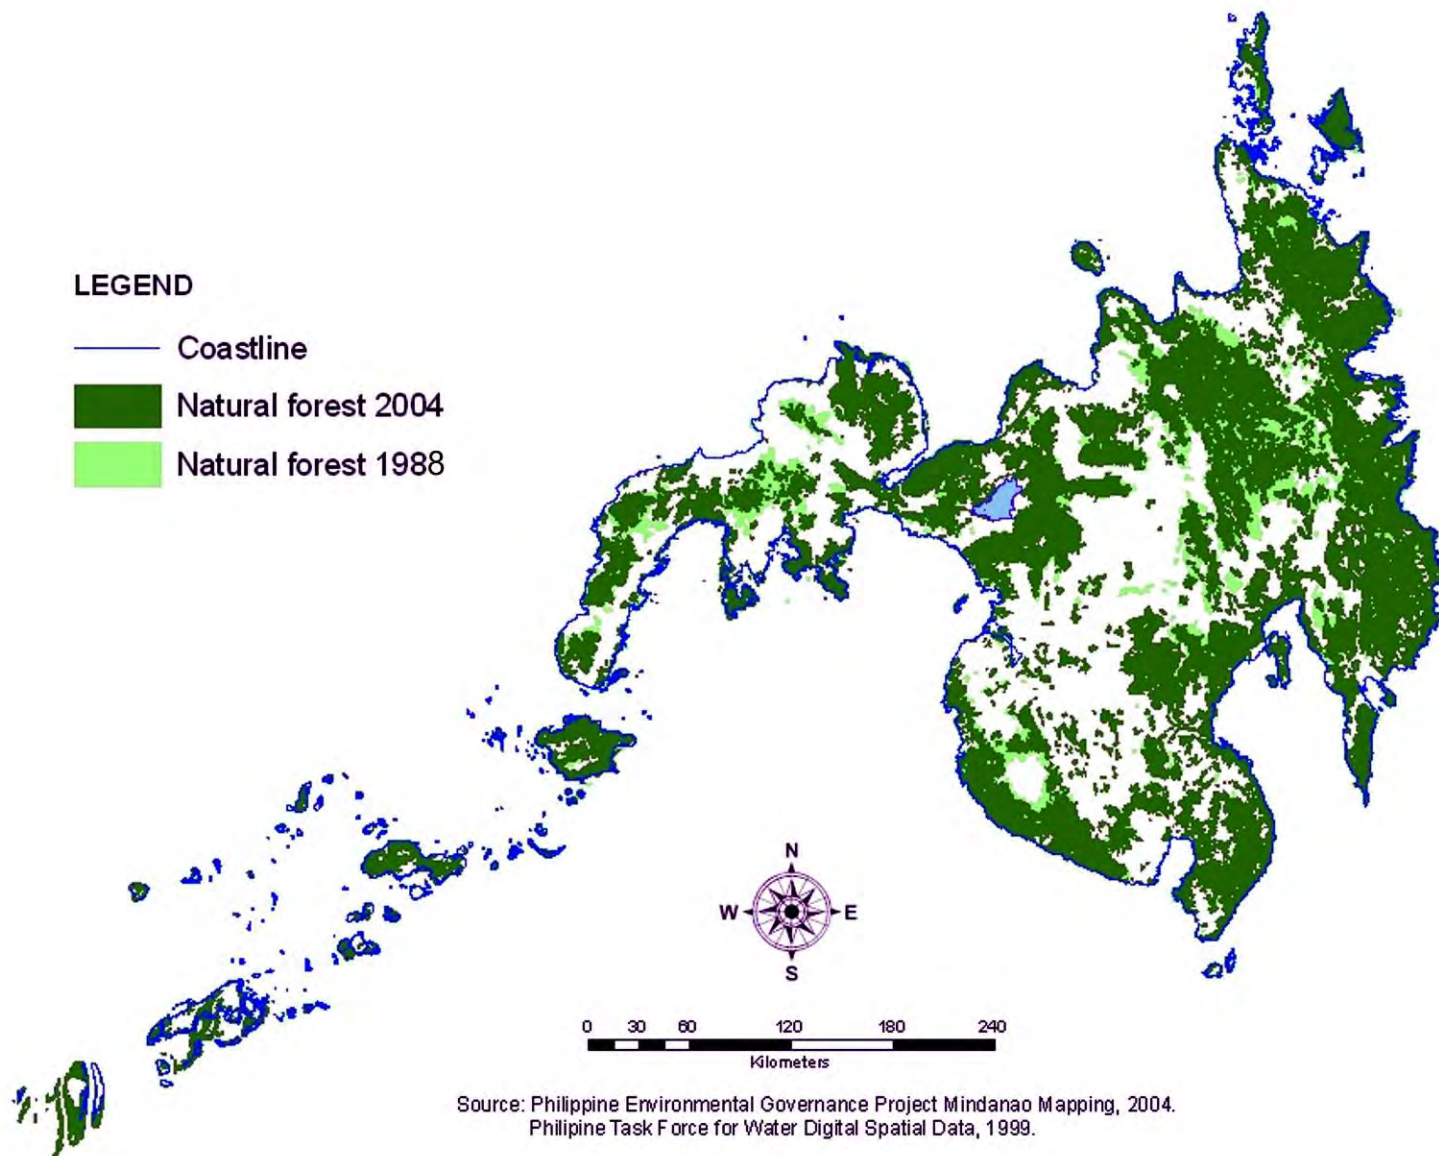 LEGEND
Coastline
Natural forest 2004
Natural forest 1988
N
W E
S
0 30 60 120 180 240
Kilometers
Source: Philippine Environmental Governance Project Mindanao Mapping, 2004.
Philipine Task Force for Water Digital Spatial Data, 1999.